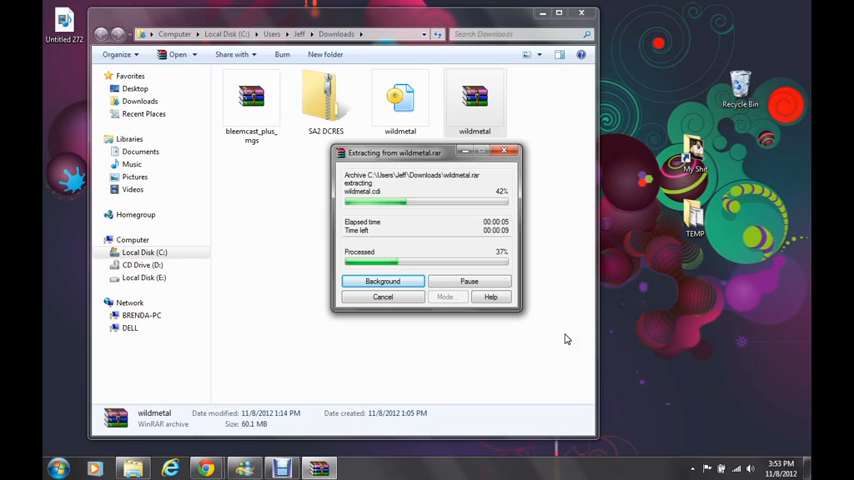 Untitled 272
Computer Local Disk (C:) Users Jeff Downloads
Search Downloads
Organize Open Share with Burn New folder
Favorites
Desktop
Downloads
Recent Places
Libraries
Documents
Music
Pictures
Videos
Homegroup
Computer
Local Disk (C:)
CD Drive (D:)
Local Disk (E:)
Network
BRENDA-PC
DELL
bleemcast_plus_
mgs
SA2 DCRES
wildmetal
wildmetal
Extracting from wildmetal.rar
Archive C:\Users\Jeff\Downloads\wildmetal.rar
extracting
wildmetal.cdi 42%
Elapsed time 00:00:05
Time left 00:00:09
Processed 37%
Background Pause
Cancel Mode... Help
wildmetal Date modified: 11/8/2012 1:14 PM Date created: 11/8/2012 1:05 PM
WinRAR archive Size: 60.1 MB
Recycle Bin
My Shit
TEMP
3:53 PM
11/8/2012